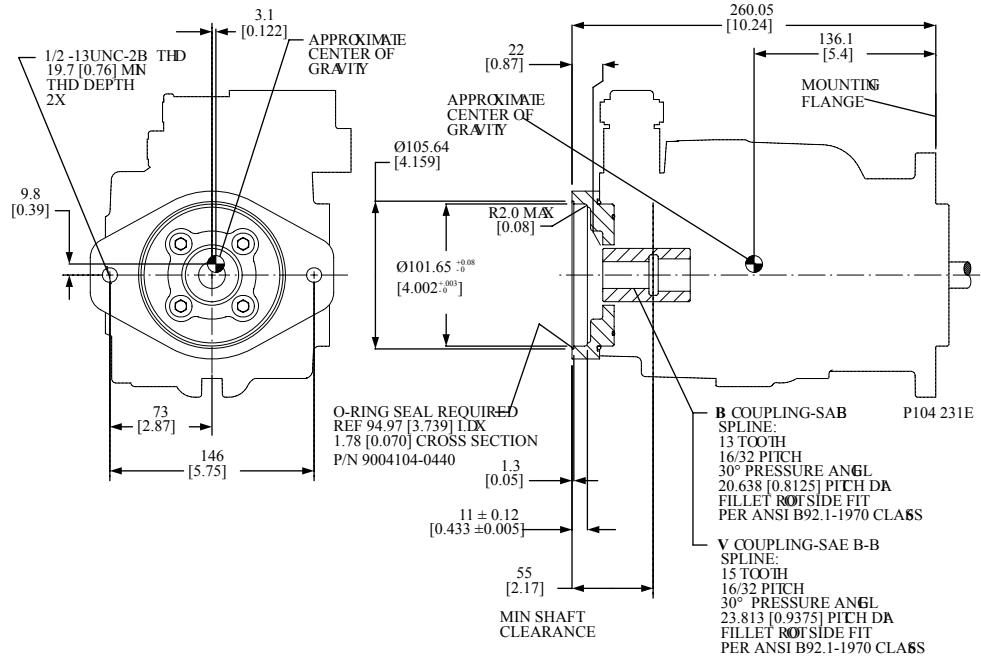 3.1
[0.122]
1/2 -13UNC-2B THD
19.7 [0.76] MIN
THD DEPTH
2X
APPROXIMATE
CENTER OF
GRAVITY
9.8
[0.39]
73
[2.87]
146
[5.75]
260.05
[10.24]
136.1
[5.4]
22
[0.87]
MOUNTING
FLANGE
APPROXIMATE
CENTER OF
GRAVITY
Ø105.64
[4.159]
R2.0 MAX
[0.08]
Ø101.65 +0.08 -0
[4.002 +.003 -0]
O-RING SEAL REQUIRED
REF 94.97 [3.739] I.D X
1.78 [0.070] CROSS SECTION
P/N 9004104-0440
1.3
[0.05]
11 ± 0.12
[0.433 ±0.005]
55
[2.17]
MIN SHAFT
CLEARANCE
B COUPLING-SAE B
SPLINE:
13 TOOTH
16/32 PITCH
30° PRESSURE ANGL
20.638 [0.8125] PITCH DIA
FILLET ROOT SIDE FIT
PER ANSI B92.1-1970 CLASS 6
P104 231E
V COUPLING-SAE B-B
SPLINE:
15 TOOTH
16/32 PITCH
30° PRESSURE ANGL
23.813 [0.9375] PITCH DIA
FILLET ROOT SIDE FIT
PER ANSI B92.1-1970 CLASS 6